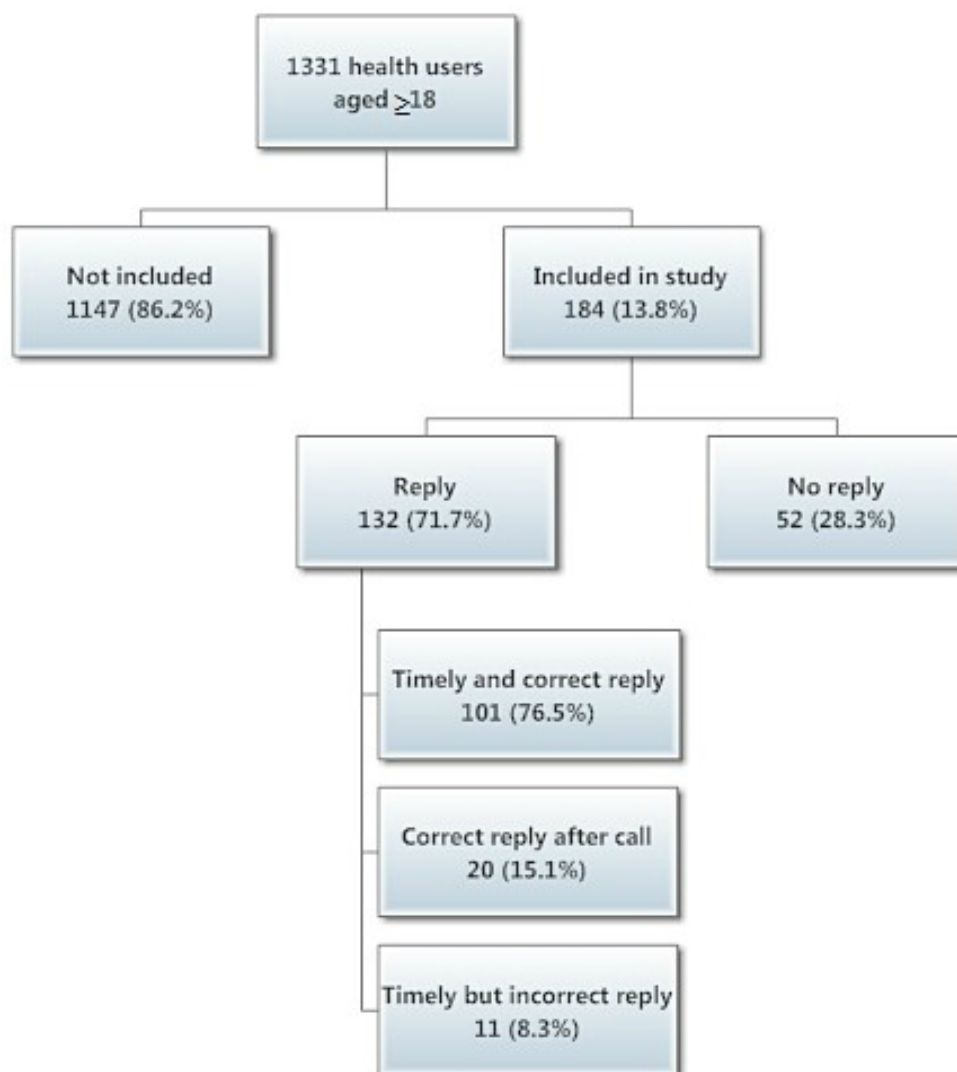 1331 health users
aged ≥18
Not included
1147 (86.2%)
Included in study
184 (13.8%)
Reply
132 (71.7%)
No reply
52 (28.3%)
Timely and correct reply
101 (76.5%)
Correct reply after call
20 (15.1%)
Timely but incorrect reply
11 (8.3%)